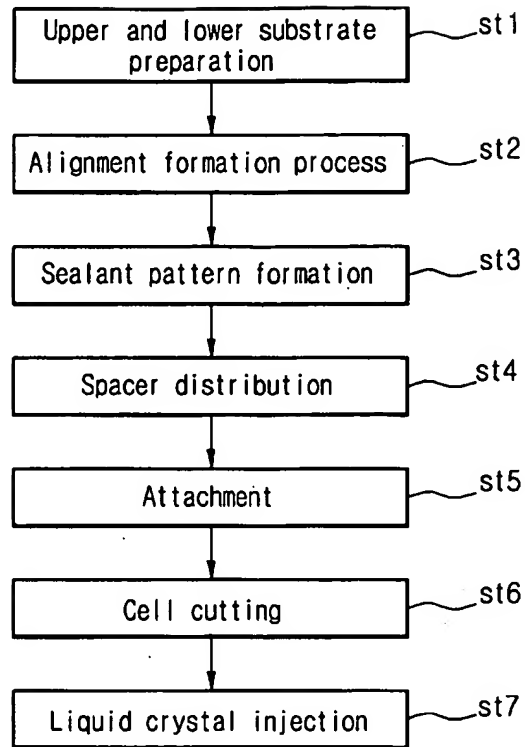 Upper and lower substrate
preparation
st1
Alignment formation process
st2
Sealant pattern formation
st3
Spacer distribution
st4
Attachment
st5
Cell cutting
st6
Liquid crystal injection
st7